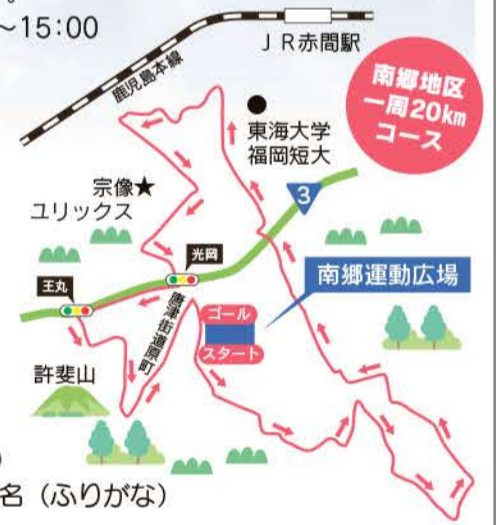 ～15:00
ＪＲ赤間駅
鹿児島本線
南郷地区
一周20km
コース
東海大学
福岡短大
宗像★
ユリックス
3
光岡
王丸
南郷運動広場
ゴール
スタート
唐津街道原町
許斐山
名（ふりがな）